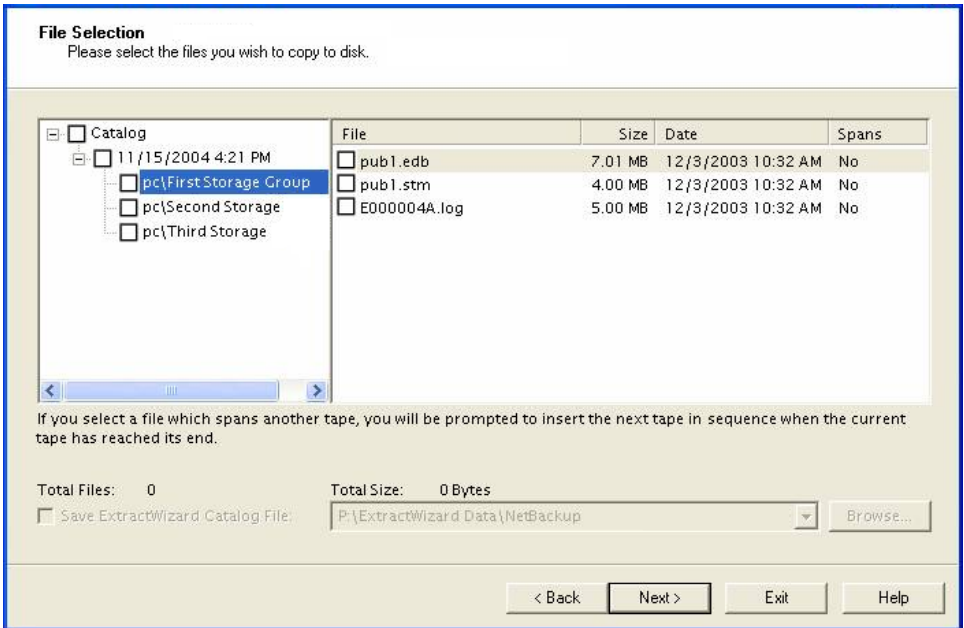 File Selection
Please select the files you wish to copy to disk.
Catalog
11/15/2004 4:21 PM
pc\First Storage Group
pc\Second Storage
pc\Third Storage
File Size Date Spans
pub1.edb 7.01 MB 12/3/2003 10:32 AM No
pub1.stm 4.00 MB 12/3/2003 10:32 AM No
E000004A.log 5.00 MB 12/3/2003 10:32 AM No
If you select a file which spans another tape, you will be prompted to insert the next tape in sequence when the current
tape has reached its end.
Total Files: 0 Total Size: 0 Bytes
Save ExtractWizard Catalog File: P:\ExtractWizard Data\NetBackup Browse...
< Back Next > Exit Help